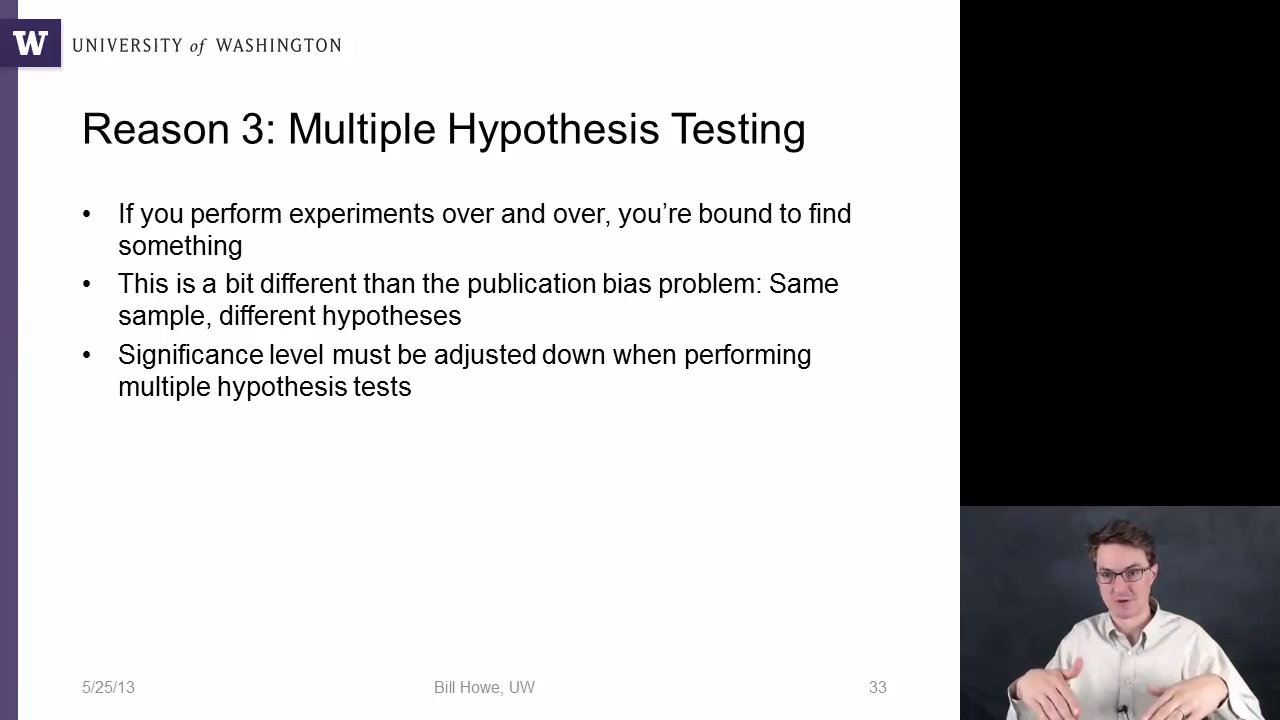 W
UNIVERSITY of WASHINGTON
Reason 3: Multiple Hypothesis Testing
• If you perform experiments over and over, you’re bound to find
something
• This is a bit different than the publication bias problem: Same
sample, different hypotheses
• Significance level must be adjusted down when performing
multiple hypothesis tests
5/25/13
Bill Howe, UW
33